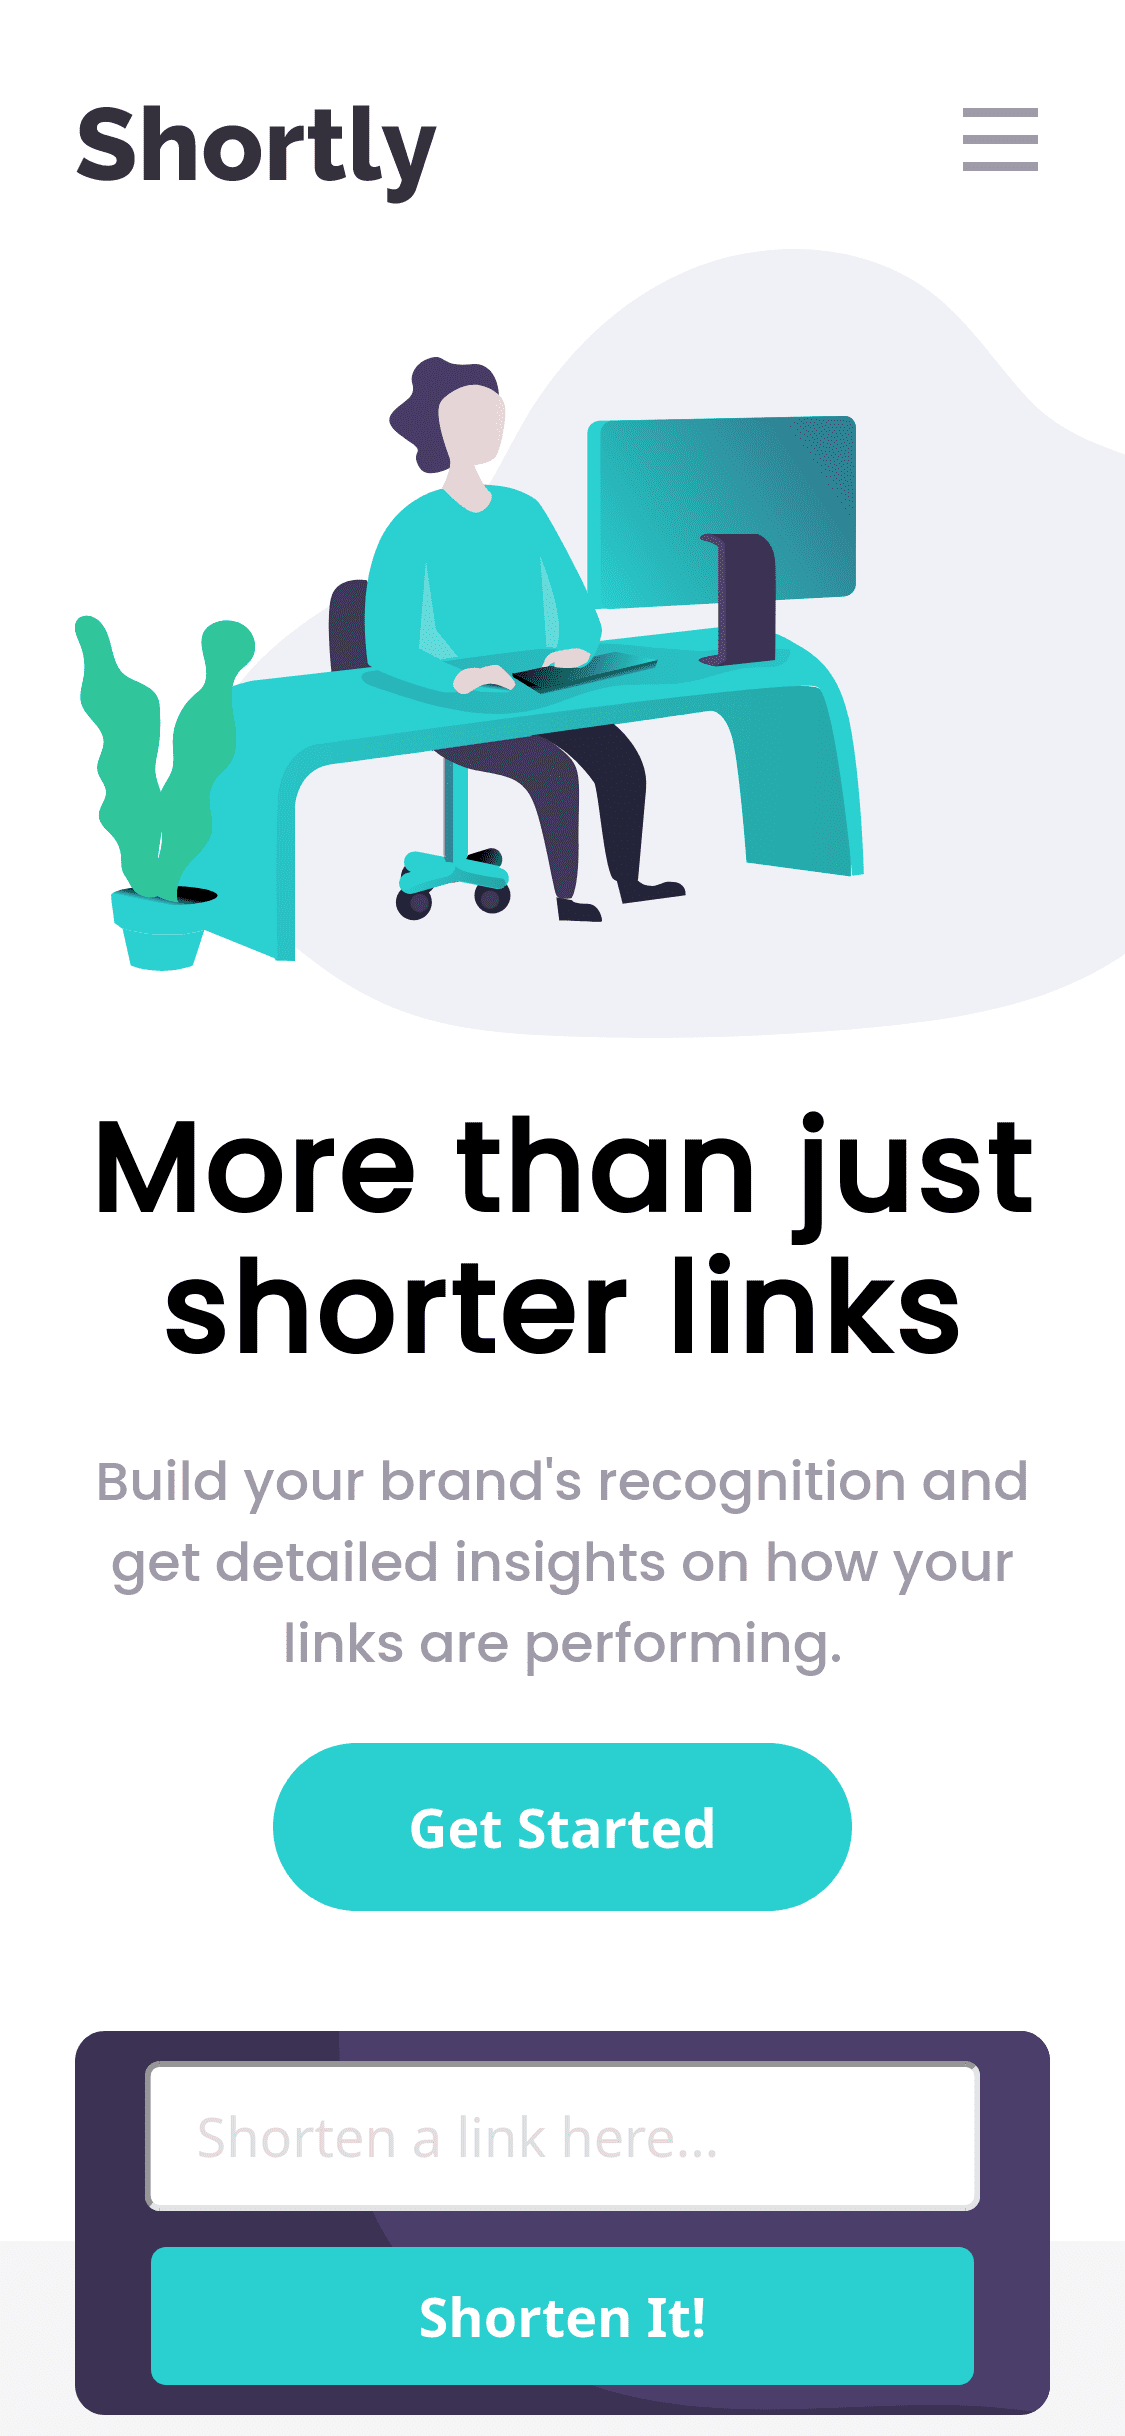 Shortly
More than just
shorter links
Build your brand's recognition and
get detailed insights on how your
links are performing.
Get Started
Shorten a link here...
Shorten It!